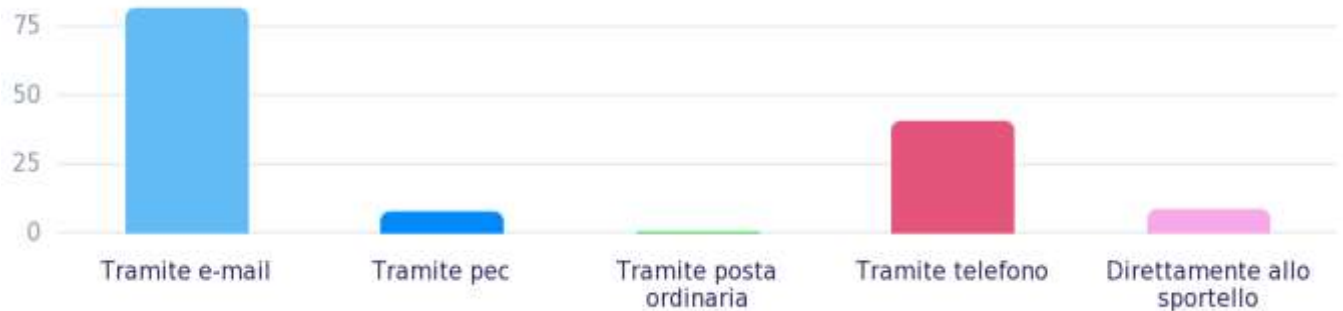 75
50
25
0
Tramite e-mail
Tramite pec
Tramite posta
ordinaria
Tramite telefono
Direttamente allo
sportello